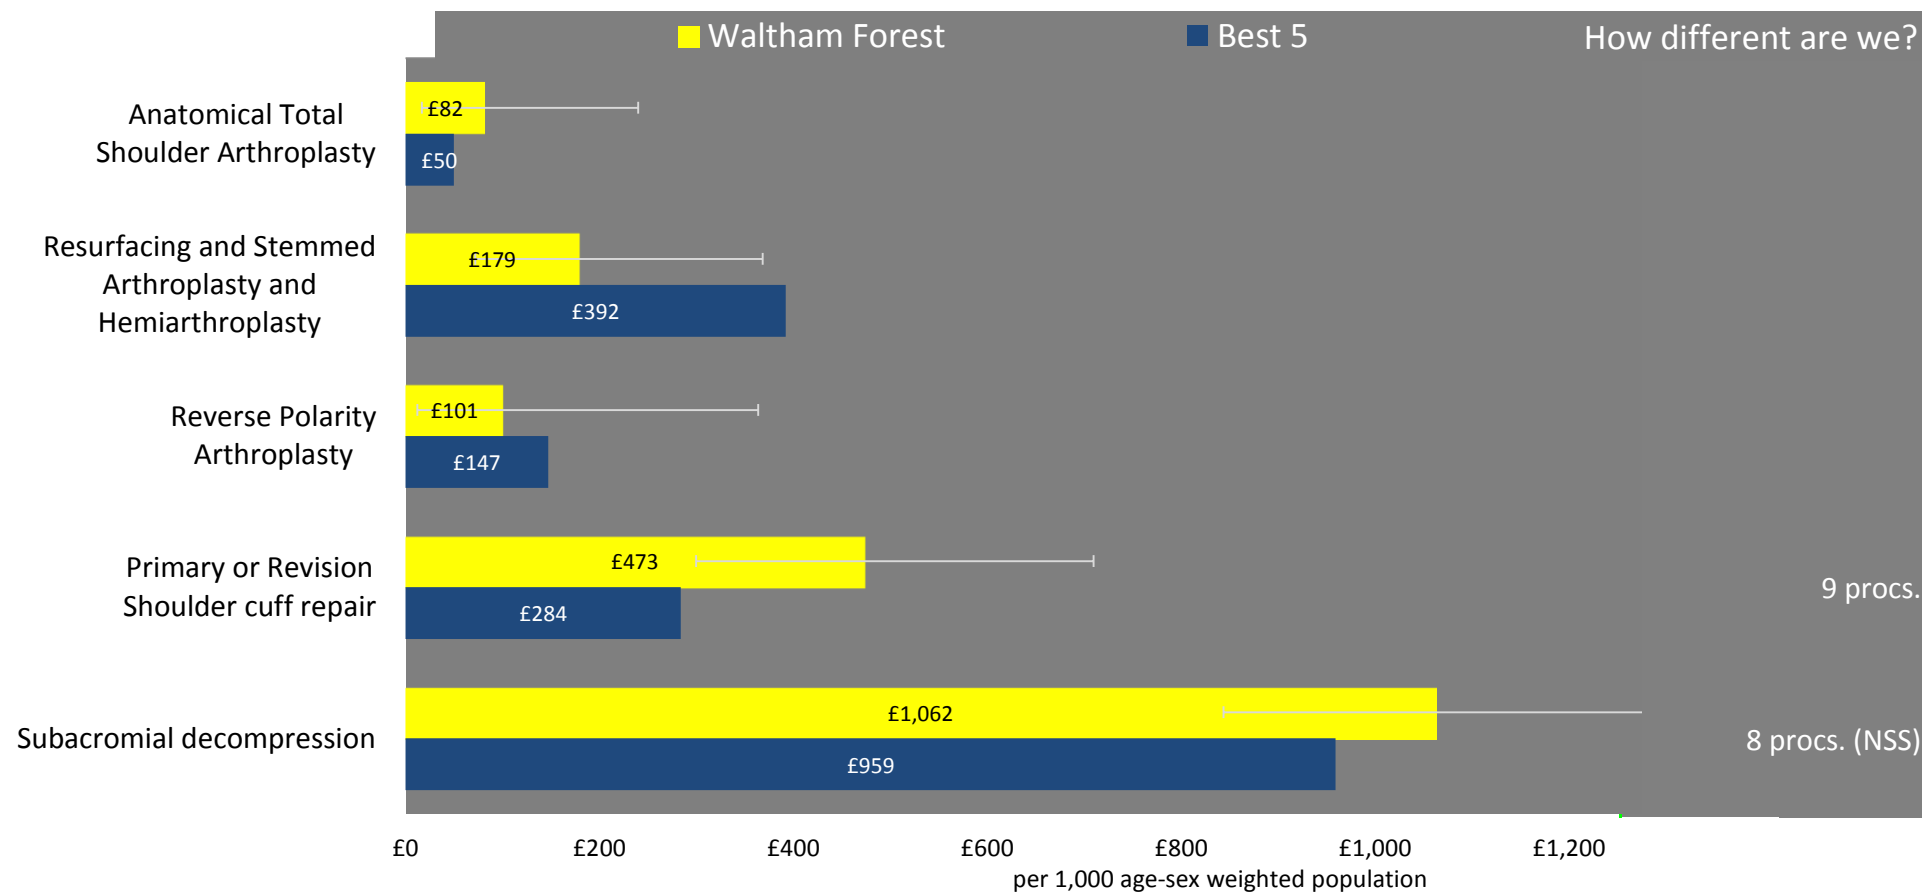 Waltham Forest
Best 5
How different are we?
Anatomical Total
Shoulder Arthroplasty
£82
£50
Resurfacing and Stemmed
Arthroplasty and
Hemiarthroplasty
£179
£392
Reverse Polarity
Arthroplasty
£101
£147
Primary or Revision
Shoulder cuff repair
£473
£284
9 procs.
Subacromial decompression
£1,062
£959
8 procs. (NSS)
£0 £200 £400 £600 £800 £1,000 £1,200
per 1,000 age-sex weighted population